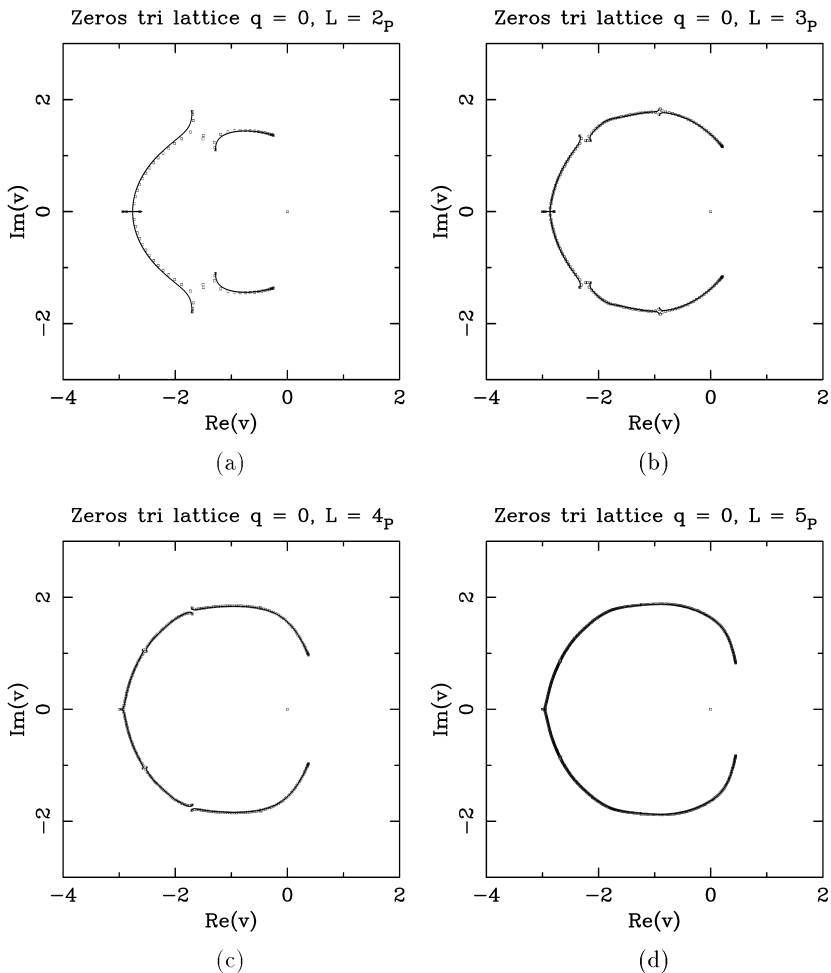 Zeros tri lattice q = 0, L = 2P
Zeros tri lattice q = 0, L = 3P
2
0
−2
Im(v)
−4 −2 0 2
Re(v)
(a)
2
0
−2
Im(v)
−4 −2 0 2
Re(v)
(b)
Zeros tri lattice q = 0, L = 4P
Zeros tri lattice q = 0, L = 5P
2
0
−2
Im(v)
−4 −2 0 2
Re(v)
(c)
2
0
−2
Im(v)
−4 −2 0 2
Re(v)
(d)